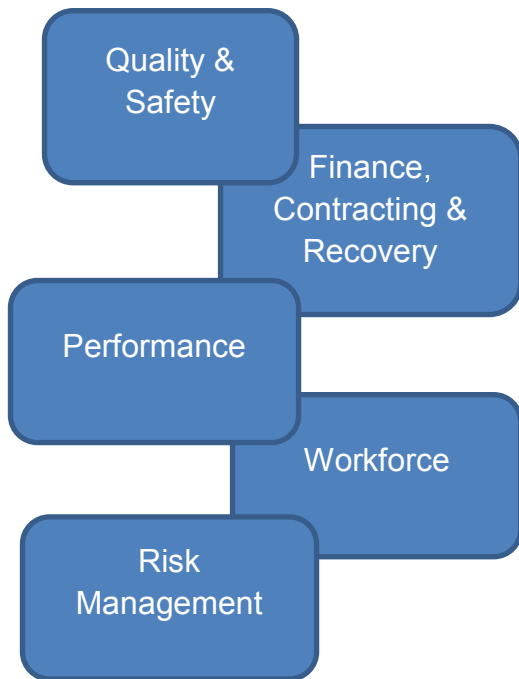 Quality &
Safety
Finance,
Contracting &
Recovery
Performance
Workforce
Risk
Management